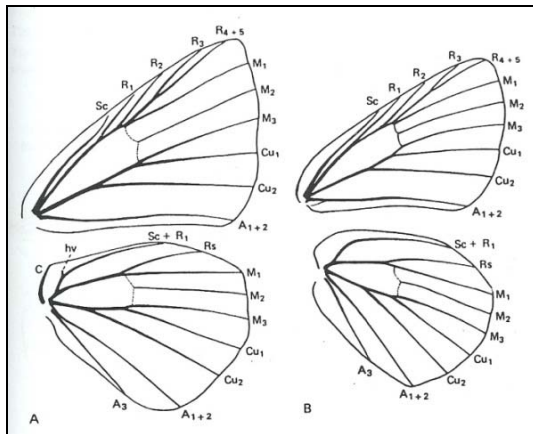 Sc R₁ R₂ R₃ R₄₊₅
M₁
M₂
M₃
Cu₁
Cu₂
A₁₊₂
hv
C
Sc + R₁
Rs
M₁
M₂
M₃
Cu₁
Cu₂
A₁₊₂
A₃
A
Sc R₁ R₂ R₃ R₄₊₅
M₁
M₂
M₃
Cu₁
Cu₂
A₁₊₂
Sc + R₁
Rs
M₁
M₂
M₃
Cu₁
Cu₂
A₁₊₂
A₃
B